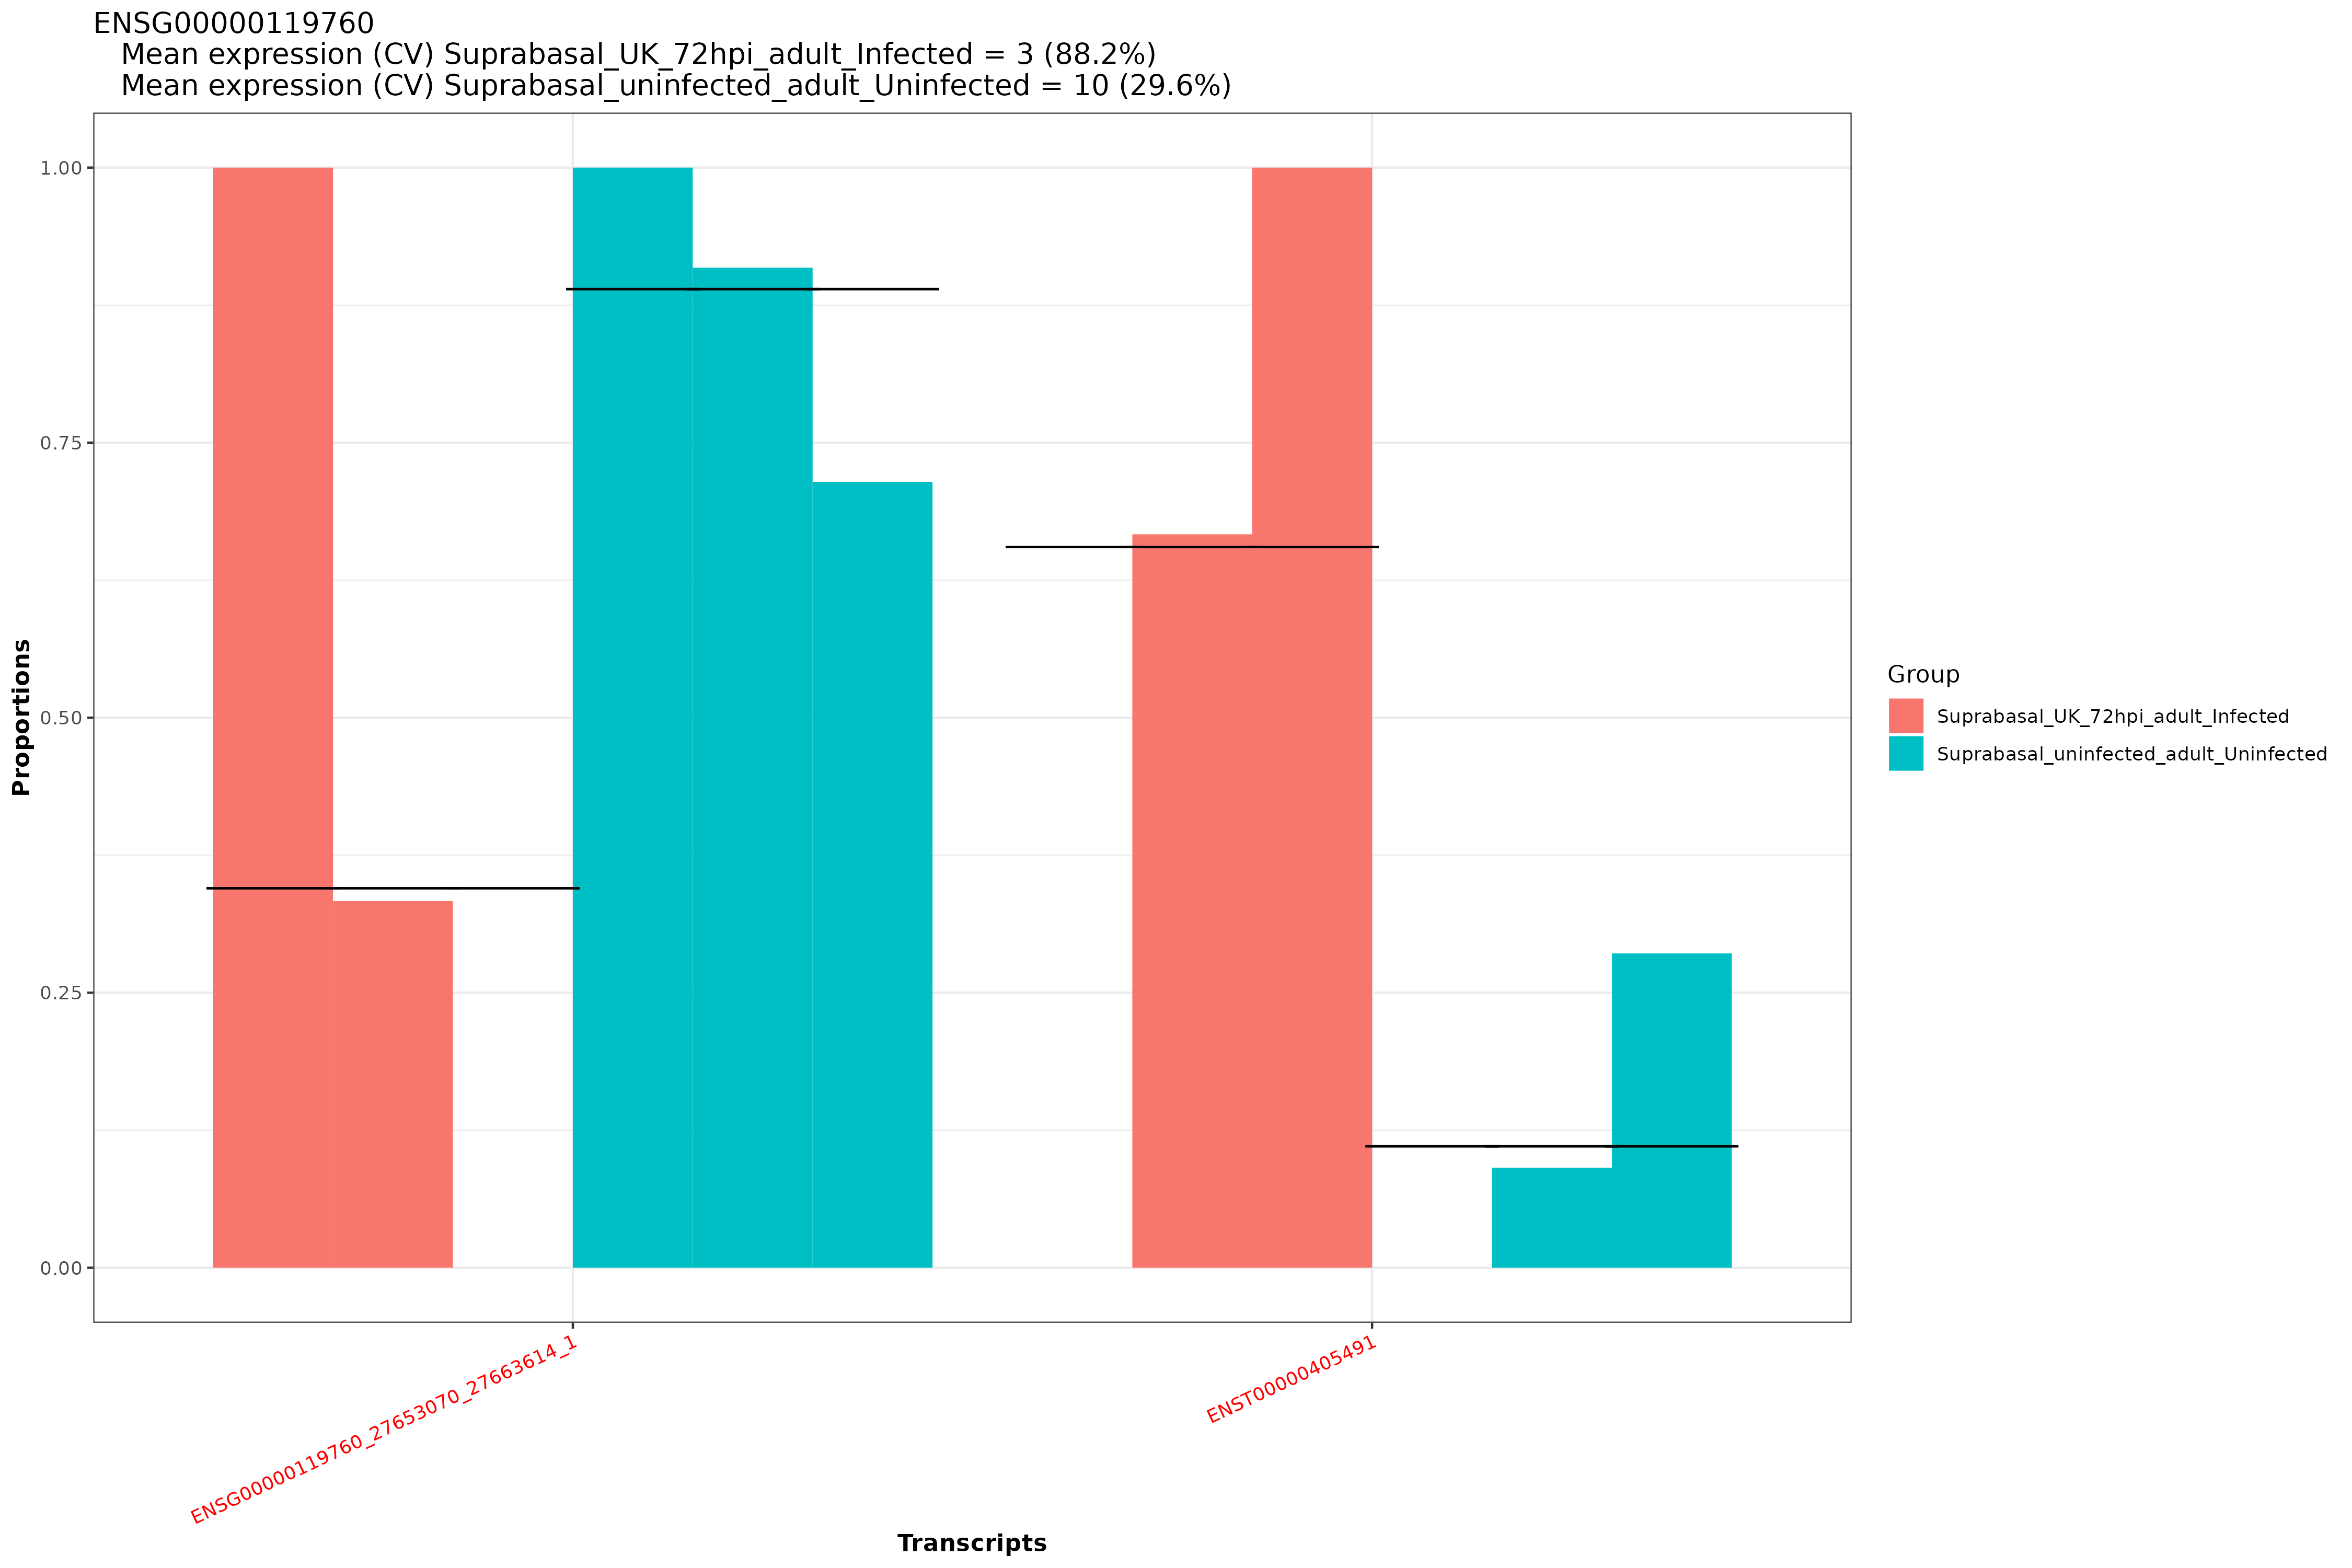 ENSG00000119760
Mean expression (CV) Suprabasal_UK_72hpi_adult_Infected = 3 (88.2%)
Mean expression (CV) Suprabasal_uninfected_adult_Uninfected = 10 (29.6%)
1.00
0.75
0.50
0.25
0.00
Proportions
ENSG00000119760_27653070_27663614_1
ENST00000405491
Transcripts
Group
Suprabasal_UK_72hpi_adult_Infected
Suprabasal_uninfected_adult_Uninfected